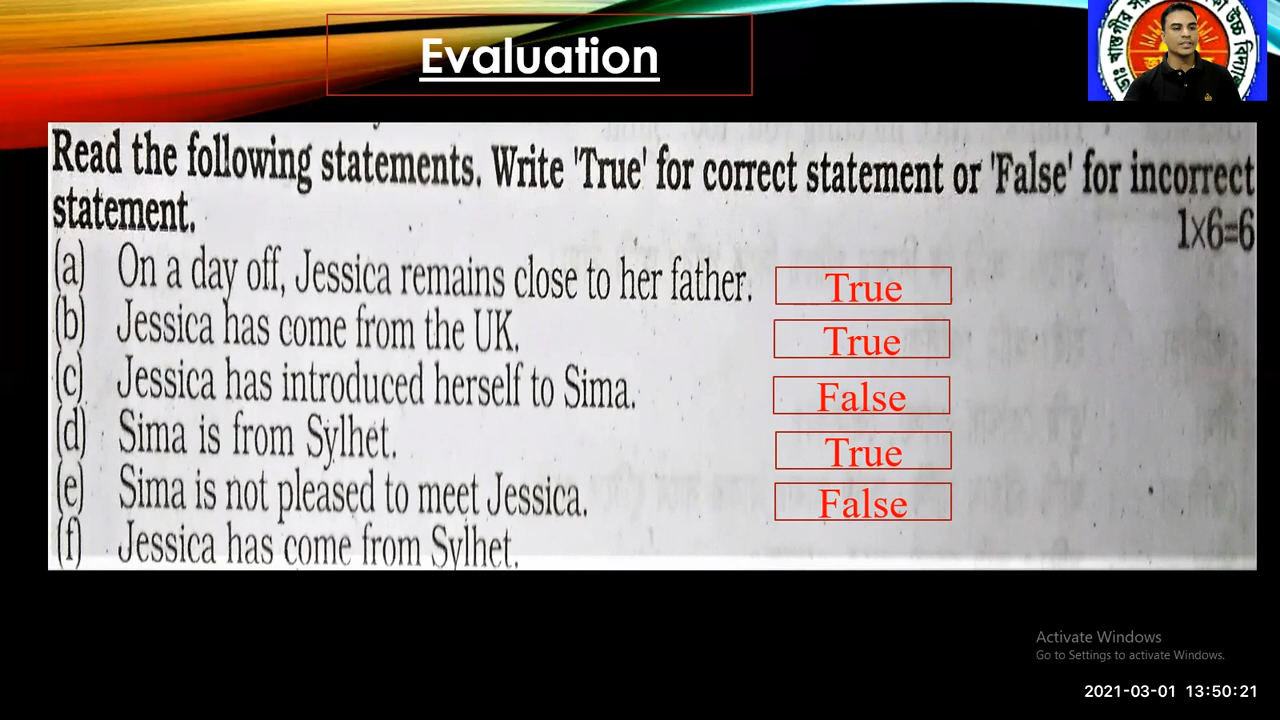 Evaluation
Read the following statements. Write 'True' for correct statement or 'False' for incorrect
statement.
1×6=6
(a) On a day off, Jessica remains close to her father. True
(b) Jessica has come from the UK. True
(c) Jessica has introduced herself to Sima. False
(d) Sima is from Sylhet. True
(e) Sima is not pleased to meet Jessica. False
(f) Jessica has come from Sylhet.
Activate Windows
Go to Settings to activate Windows.
2021-03-01 13:50:21